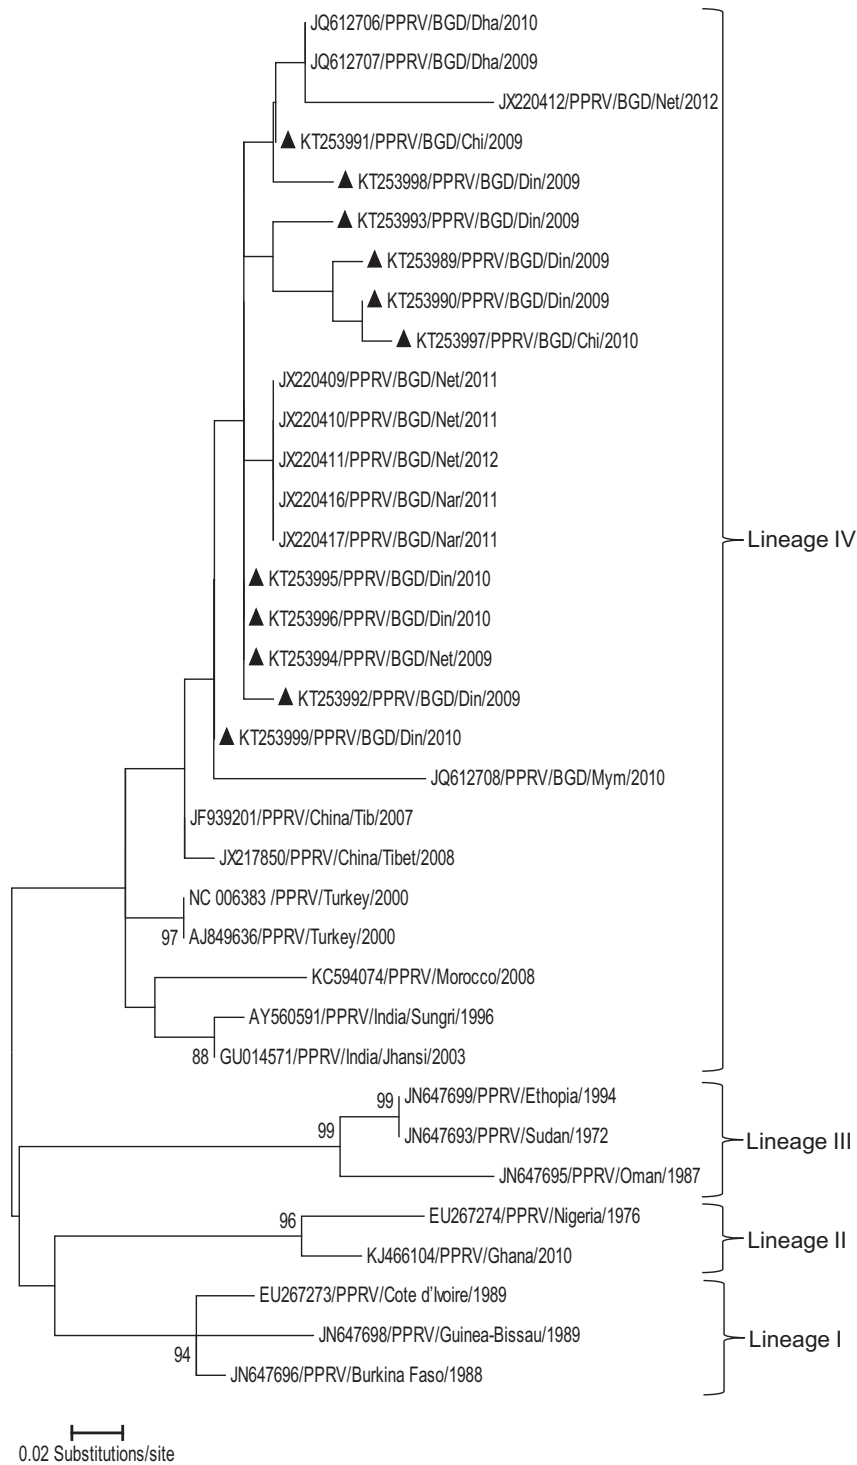 JQ612706/PPRV/BGD/Dha/2010
JQ612707/PPRV/BGD/Dha/2009
JX220412/PPRV/BGD/Net/2012
▲ KT253991/PPRV/BGD/Chi/2009
▲ KT253998/PPRV/BGD/Din/2009
▲ KT253993/PPRV/BGD/Din/2009
▲ KT253989/PPRV/BGD/Din/2009
▲ KT253990/PPRV/BGD/Din/2009
▲ KT253997/PPRV/BGD/Chi/2010
JX220409/PPRV/BGD/Net/2011
JX220410/PPRV/BGD/Net/2011
JX220411/PPRV/BGD/Net/2012
JX220416/PPRV/BGD/Nar/2011
JX220417/PPRV/BGD/Nar/2011
Lineage IV
▲ KT253995/PPRV/BGD/Din/2010
▲ KT253996/PPRV/BGD/Din/2010
▲ KT253994/PPRV/BGD/Net/2009
▲ KT253992/PPRV/BGD/Din/2009
▲ KT253999/PPRV/BGD/Din/2010
JQ612708/PPRV/BGD/Mym/2010
JF939201/PPRV/China/Tib/2007
JX217850/PPRV/China/Tibet/2008
NC 006383 /PPRV/Turkey/2000
97 AJ849636/PPRV/Turkey/2000
KC594074/PPRV/Morocco/2008
AY560591/PPRV/India/Sungri/1996
88 GU014571/PPRV/India/Jhansi/2003
99 JN647699/PPRV/Ethopia/1994
99 JN647693/PPRV/Sudan/1972
Lineage III
JN647695/PPRV/Oman/1987
96 EU267274/PPRV/Nigeria/1976
Lineage II
KJ466104/PPRV/Ghana/2010
EU267273/PPRV/Cote d'Ivoire/1989
JN647698/PPRV/Guinea-Bissau/1989
Lineage I
94
JN647696/PPRV/Burkina Faso/1988
0.02 Substitutions/site